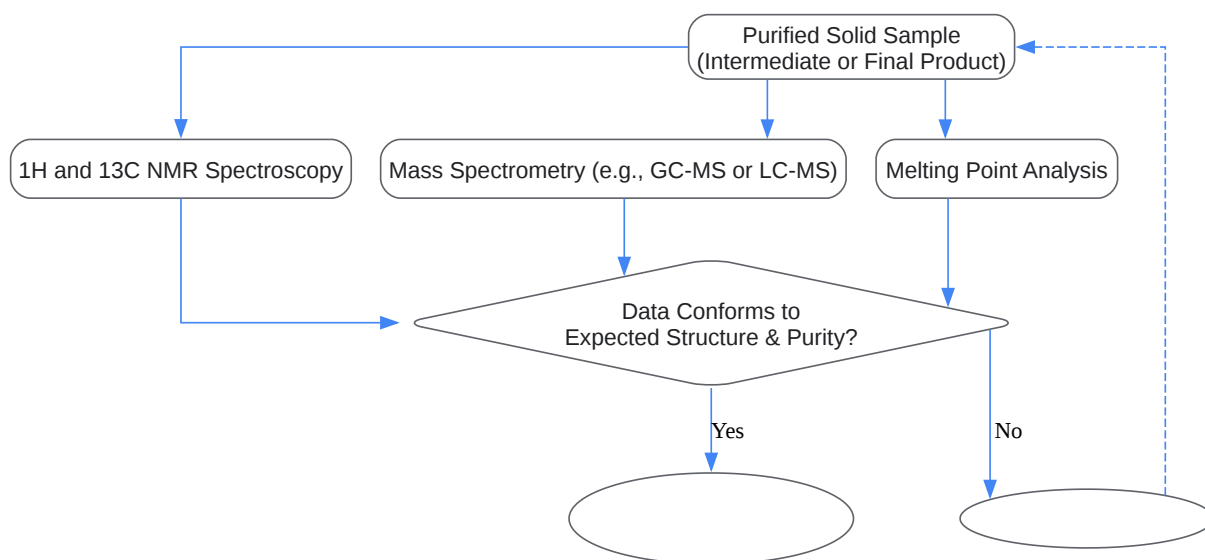 Purified Solid Sample
(Intermediate or Final Product)
1H and 13C NMR Spectroscopy
Mass Spectrometry (e.g., GC-MS or LC-MS)
Melting Point Analysis
Data Conforms to
Expected Structure & Purity?
Yes
No